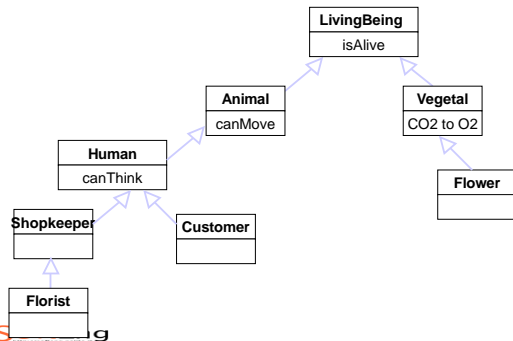 LivingBeing
isAlive
Animal
canMove
Vegetal
CO2 to O2
Human
canThink
Flower
Shopkeeper
Customer
Florist